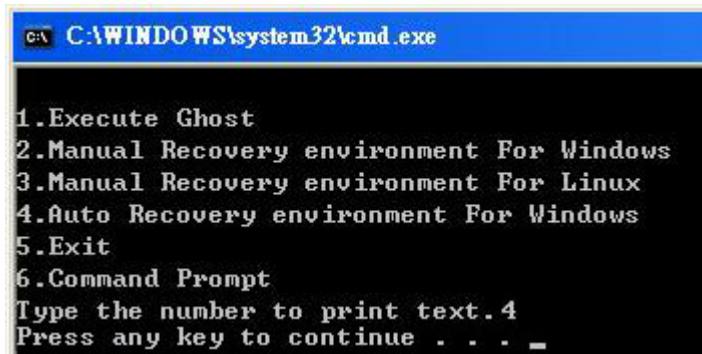 C:\WINDOWS\system32\cmd.exe
1.Execute Ghost
2.Manual Recovery environment For Windows
3.Manual Recovery environment For Linux
4.Auto Recovery environment For Windows
5.Exit
6.Command Prompt
Type the number to print text.4
Press any key to continue . . . _